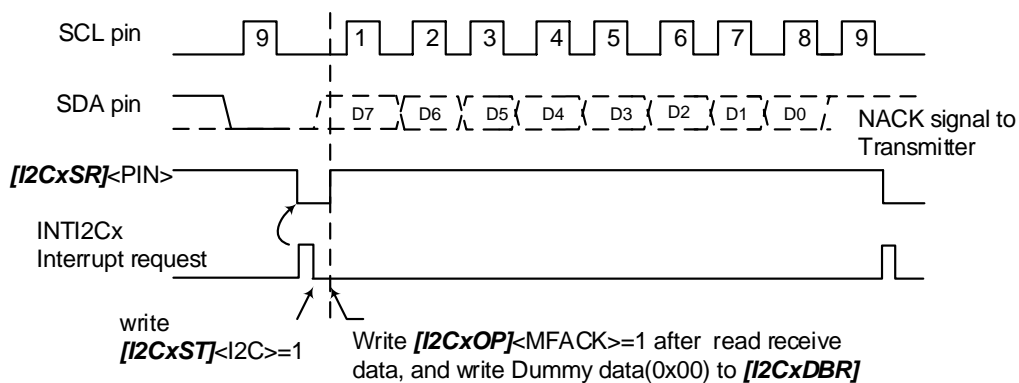 SCL pin
9 1 2 3 4 5 6 7 8 9
SDA pin
D7 D6 D5 D4 D3 D2 D1 D0
NACK signal to
Transmitter
[I2CxSR]<PIN>
INTI2Cx
Interrupt request
write
[I2CxST]<I2C>=1
Write [I2CxOP]<MFACK>=1 after read receive
data, and write Dummy data(0x00) to [I2CxDBR]